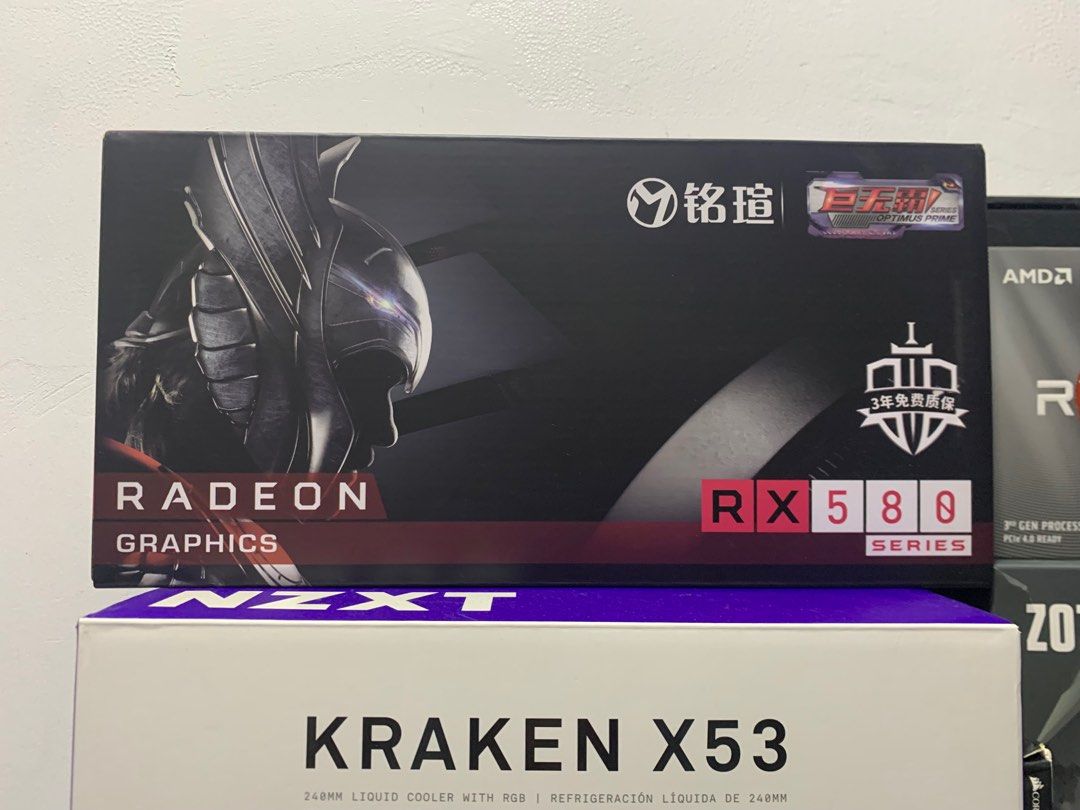 铭瑄
巨无霸!
SERIES
OPTIMUS PRIME
3年免费质保
RADEON
GRAPHICS
RX 580
SERIES
AMD
R
3RD GEN PROCESS
PCIe 4.0 READY
NZXT
KRAKEN X53
240MM LIQUID COOLER WITH RGB | REFRIGERACIÓN LÍQUIDA DE 240MM
ZOT